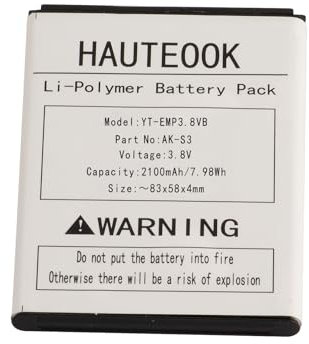 HAUTEOOK
Li-Polymer Battery Pack
Model:YT-EMP3.8VB
Part No:AK-S3
Voltage:3.8V
Capacity:2100mAh/7.98Wh
Size:~83x58x4mm
WARNING
Do not put the battery into fire
Otherwise there will be a risk of explosion